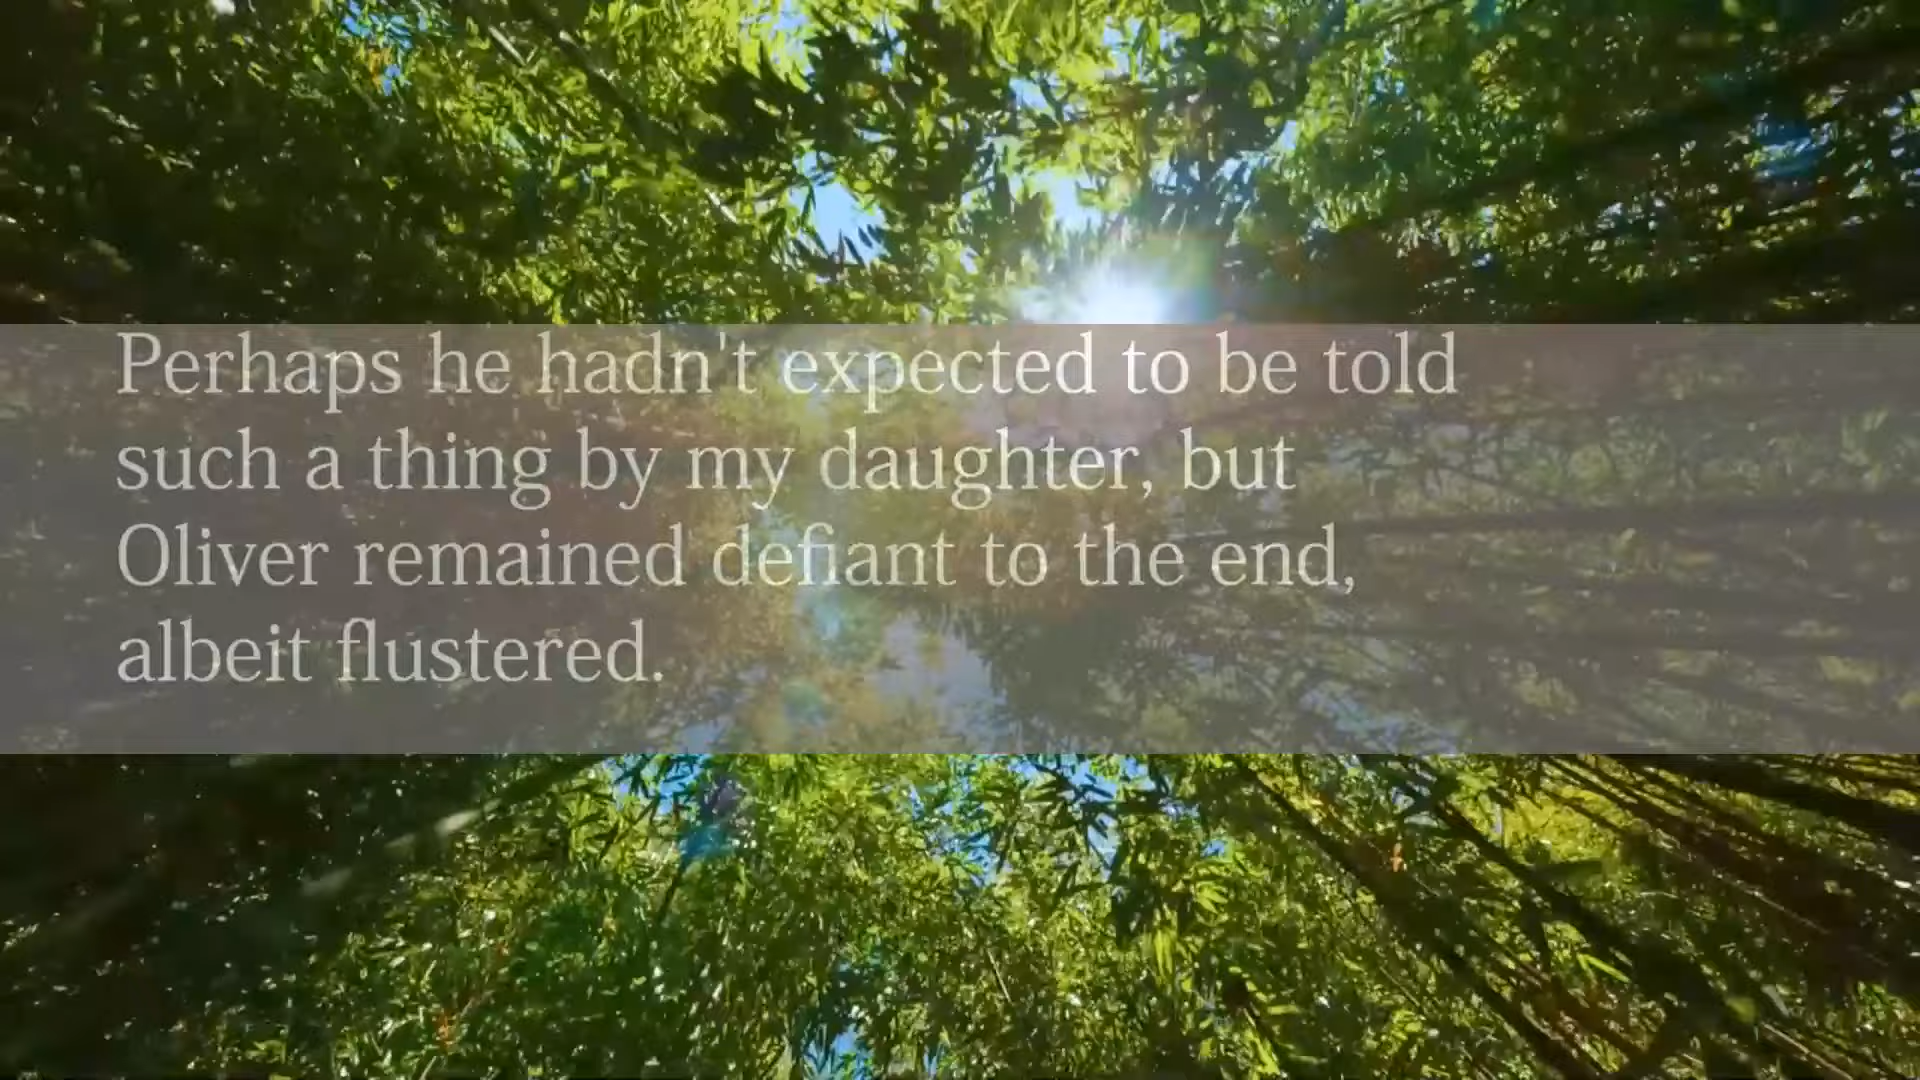 Perhaps he hadn't expected to be told
such a thing by my daughter, but
Oliver remained defiant to the end,
albeit flustered.